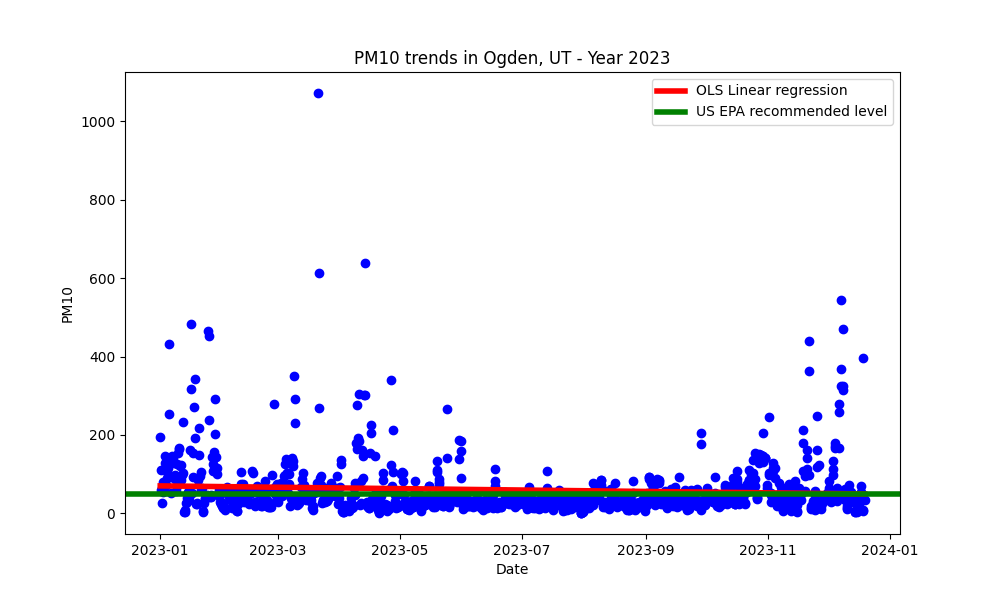 PM10 trends in Ogden, UT - Year 2023
OLS Linear regression
US EPA recommended level
1000
800
600
400
200
0
PM10
2023-01 2023-03 2023-05 2023-07 2023-09 2023-11 2024-01
Date